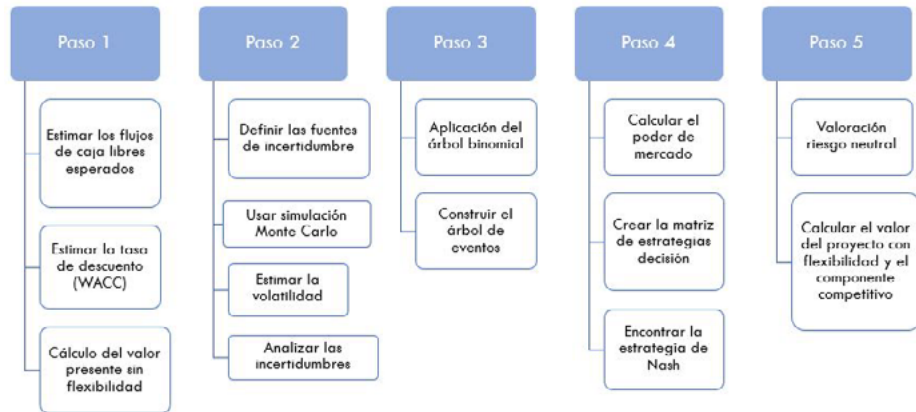 Paso 1
Estimar los flujos
de caja libres
esperados
Estimar la tasa
de descuento
(WACC)
Cálculo del valor
presente sin
flexibilidad
Paso 2
Definir las fuentes
de incertidumbre
Usar simulación
Monte Carlo
Estimar la
volatilidad
Analizar las
incertidumbres
Paso 3
Aplicación del
árbol binomial
Construir el
árbol de
eventos
Paso 4
Calcular el
poder de
mercado
Crear la matriz
de estrategias
decisión
Encontrar la
estrategia de
Nash
Paso 5
Valoración
riesgo neutral
Calcular el valor
del proyecto con
flexibilidad y el
componente
competitivo